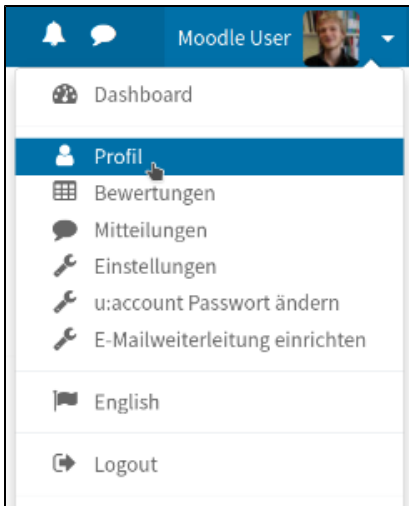 Moodle User
Dashboard
Profil
Bewertungen
Mitteilungen
Einstellungen
u:account Passwort ändern
E-Mailweiterleitung einrichten
English
Logout